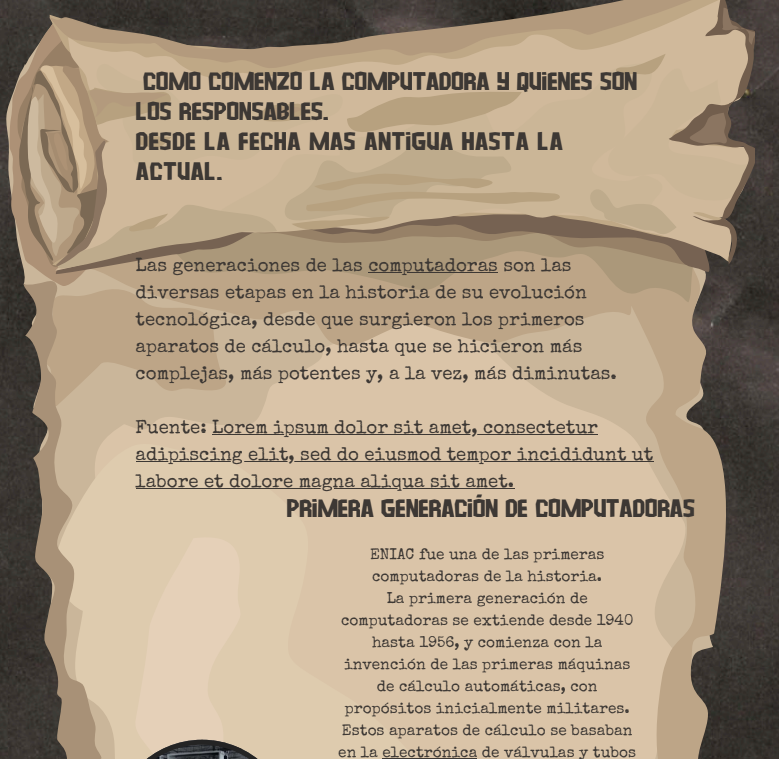 COMO COMENZO LA COMPUTADORA Y QUiENES SON
LOS RESPONSABLES.
DESDE LA FECHA MAS ANTiGUA HASTA LA
ACTUAL.
Las generaciones de las computadoras son las
diversas etapas en la historia de su evolución
tecnológica, desde que surgieron los primeros
aparatos de cálculo, hasta que se hicieron más
complejas, más potentes y, a la vez, más diminutas.
Fuente: Lorem ipsum dolor sit amet, consectetur
adipiscing elit, sed do eiusmod tempor incididunt ut
labore et dolore magna aliqua sit amet.
PRiMERA GENERACiÓN DE COMPUTADORAS
ENIAC fue una de las primeras
computadoras de la historia.
La primera generación de
computadoras se extiende desde 1940
hasta 1956, y comienza con la
invención de las primeras máquinas
de cálculo automáticas, con
propósitos inicialmente militares.
Estos aparatos de cálculo se basaban
en la electrónica de válvulas y tubos